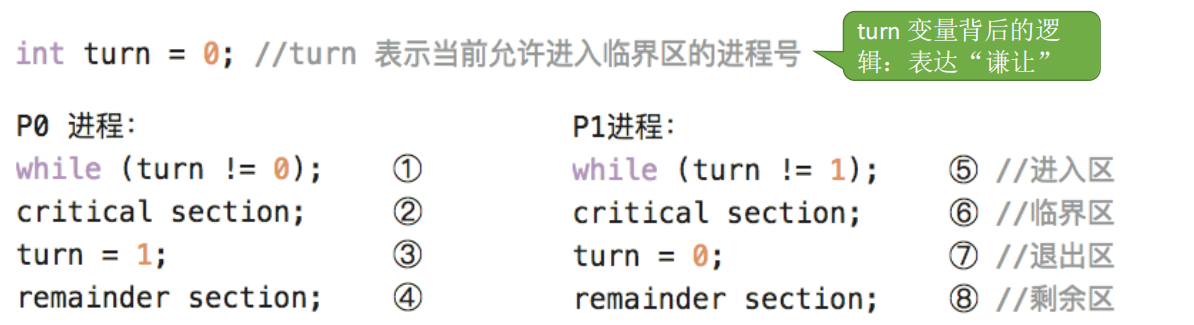 int turn = 0; //turn 表示当前允许进入临界区的进程号
turn 变量背后的逻
辑：表达“谦让”
P0 进程:
while (turn != 0); ①
critical section; ②
turn = 1; ③
remainder section; ④
P1进程:
while (turn != 1); ⑤ //进入区
critical section; ⑥ //临界区
turn = 0; ⑦ //退出区
remainder section; ⑧ //剩余区